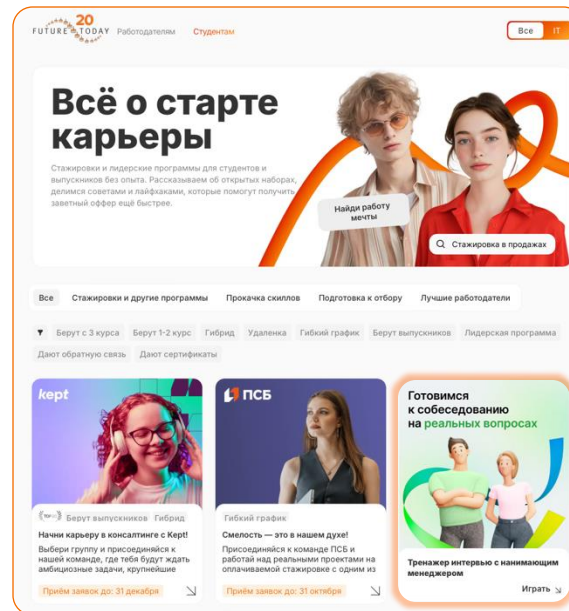 20
FUTURE TODAY
Работодателям
Студентам
Все
IT
Всё о старте
карьеры
Стажировки и лидерские программы для студентов и
выпускников без опыта. Рассказываем об открытых наборах,
делимся советами и лайфхаками, которые помогут получить
заветный оффер ещё быстрее.
Найди работу
мечты
Стажировка в продажах
Все
Стажировки и другие программы
Прокачка скиллов
Подготовка к отбору
Лучшие работодатели
Берут с 3 курса
Берут 1-2 курс
Гибрид
Удаленка
Гибкий график
Берут выпускников
Лидерская программа
Дают обратную связь
Дают сертификаты
kept
Берут выпускников
Гибрид
Начни карьеру в консалтинге с Kept!
Выбери группу и присоединяйся к
нашей команде, где тебя будут ждать
амбициозные задачи, крупнейшие
Приём заявок до: 31 декабря
ПСБ
Гибкий график
Смелость — это в нашем духе!
Присоединяйся к команде ПСБ и
работай над реальными проектами на
оплачиваемой стажировке с одним из
Приём заявок до: 31 октября
Готовимся
к собеседованию
на реальных вопросах
Тренажер интервью с нанимающим
менеджером
Играть